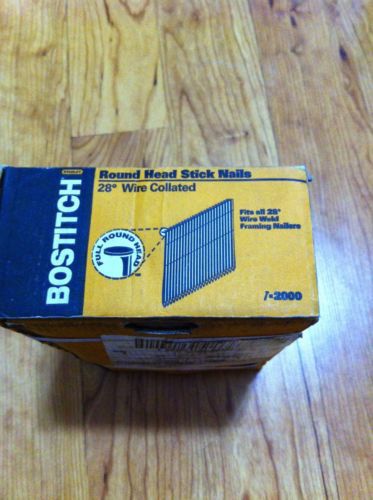 STANLEY
BOSTITCH
Round Head Stick Nails
28° Wire Collated
FULL ROUND HEAD
Fits all 28°
Wire Weld
Framing Nailers
2000